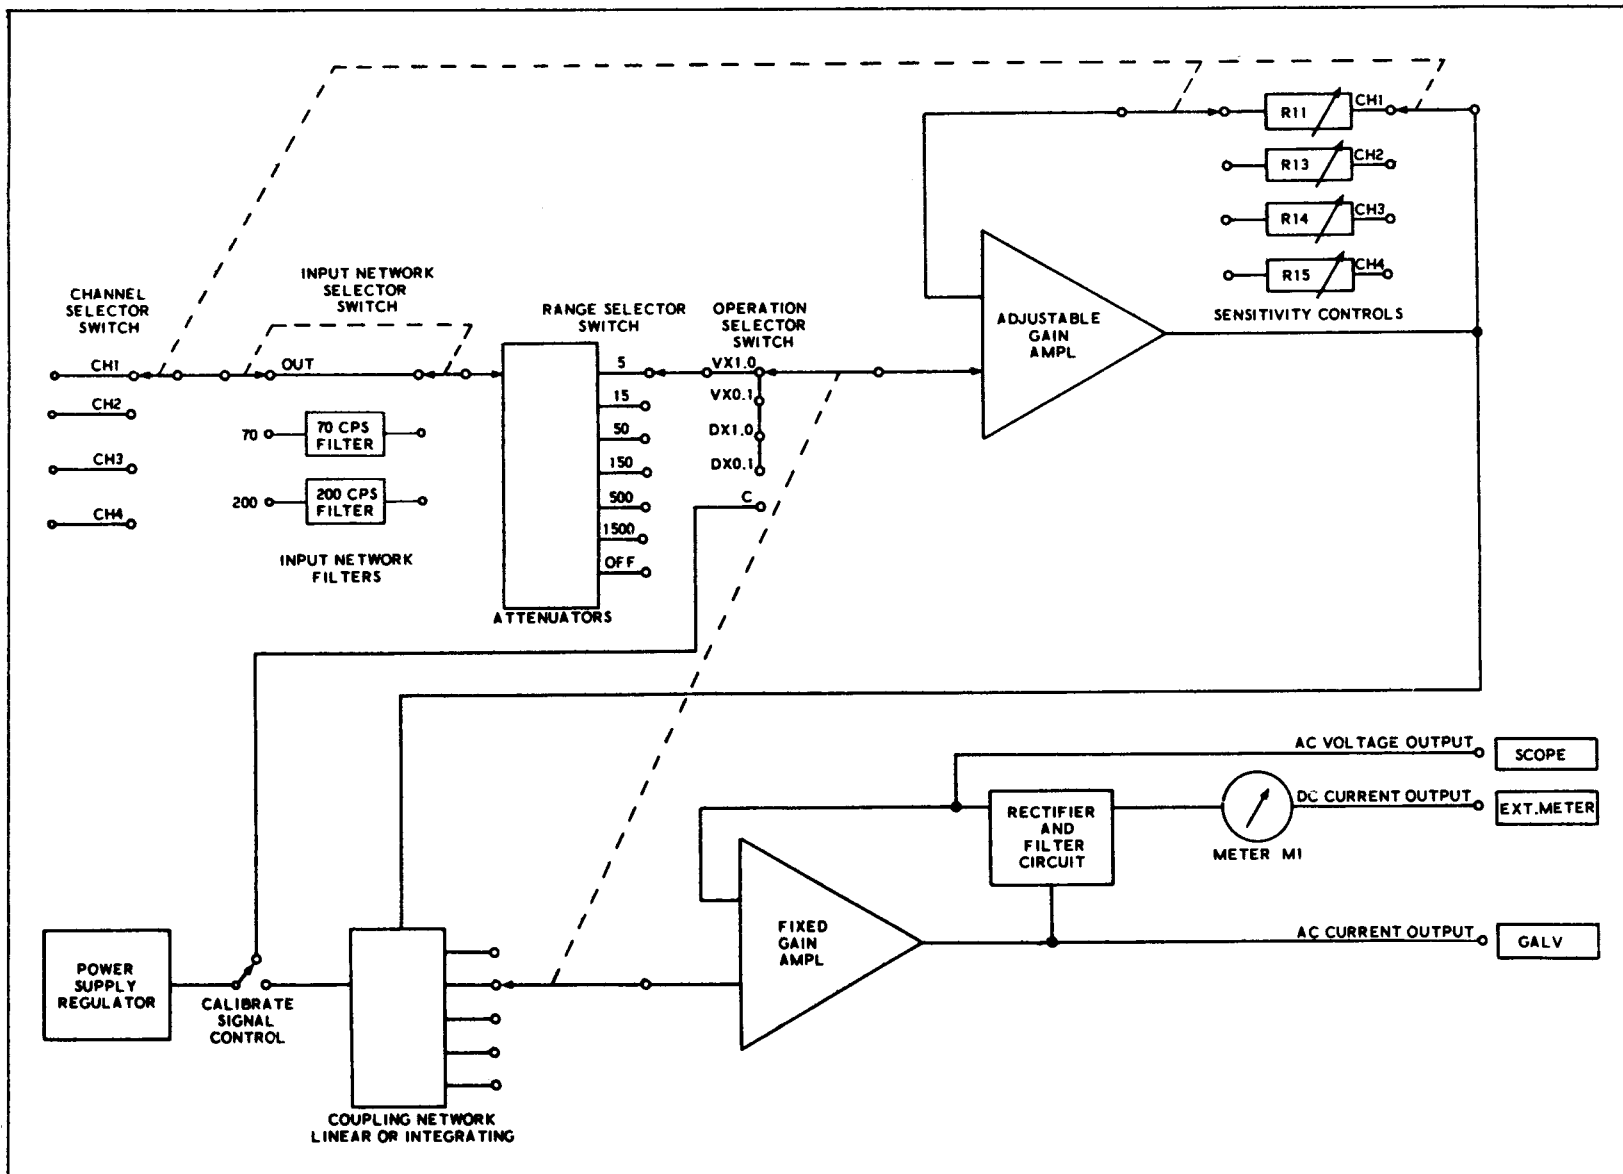 R11
CH1
R13
CH2
R14
CH3
R15
CH4
SENSITIVITY CONTROLS
CHANNEL
SELECTOR
SWITCH
INPUT NETWORK
SELECTOR
SWITCH
RANGE SELECTOR
SWITCH
OPERATION
SELECTOR
SWITCH
ADJUSTABLE
GAIN
AMPL
CH1
CH2
CH3
CH4
OUT
70
70 CPS
FILTER
200
200 CPS
FILTER
INPUT NETWORK
FILTERS
5
15
50
150
500
1500
OFF
ATTENUATORS
VX1.0
VX0.1
DX1.0
DX0.1
C
AC VOLTAGE OUTPUT
SCOPE
RECTIFIER
AND
FILTER
CIRCUIT
METER M1
DC CURRENT OUTPUT
EXT.METER
FIXED
GAIN
AMPL
AC CURRENT OUTPUT
GALV
POWER
SUPPLY
REGULATOR
CALIBRATE
SIGNAL
CONTROL
COUPLING NETWORK
LINEAR OR INTEGRATING